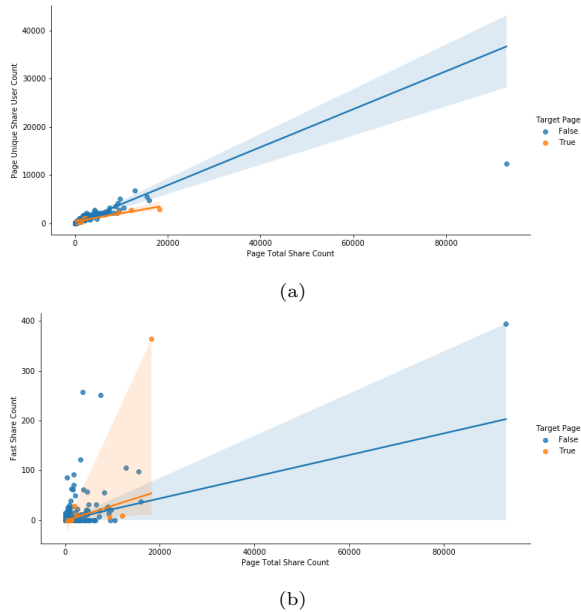 40000
30000
20000
10000
0
Page Unique Share User Count
0
20000
40000
60000
80000
Page Total Share Count
Target Page
False
True
(a)
400
300
200
100
0
Fast Share Count
0
20000
40000
60000
80000
Page Total Share Count
Target Page
False
True
(b)